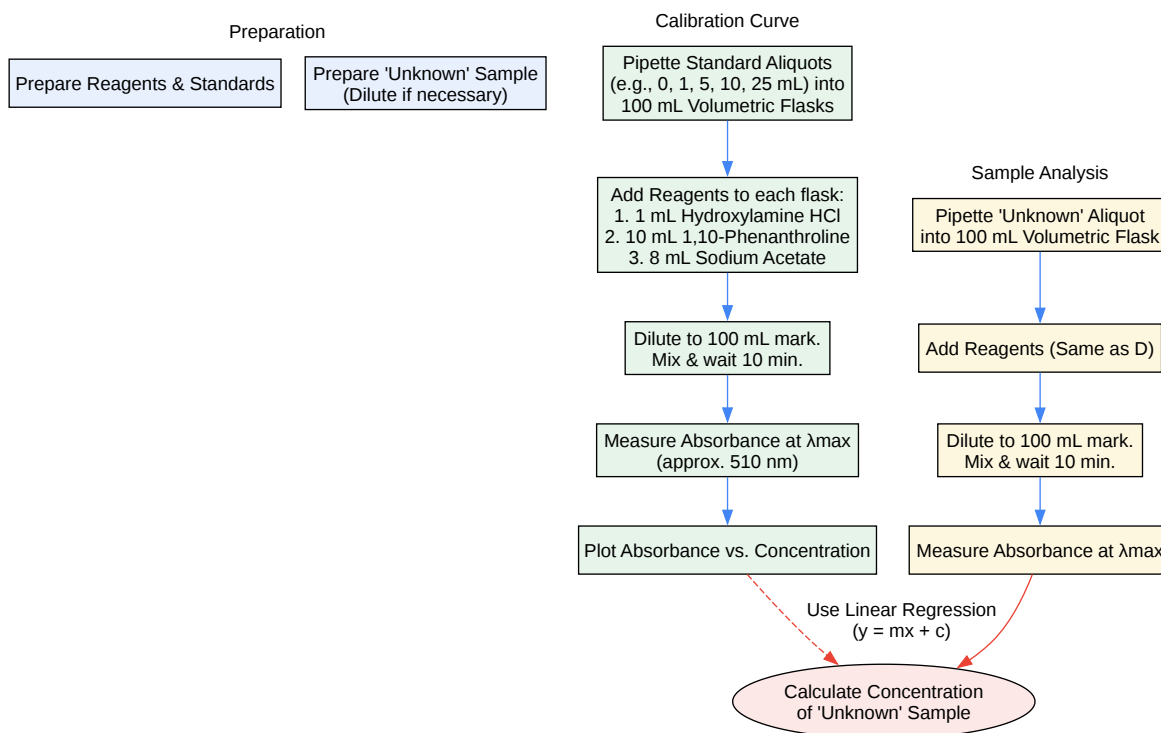 Preparation
Prepare Reagents & Standards
Prepare 'Unknown' Sample
(Dilute if necessary)
Calibration Curve
Pipette Standard Aliquots
(e.g., 0, 1, 5, 10, 25 mL) into
100 mL Volumetric Flasks
Add Reagents to each flask:
1. 1 mL Hydroxylamine HCl
2. 10 mL 1,10-Phenanthroline
3. 8 mL Sodium Acetate
Dilute to 100 mL mark.
Mix & wait 10 min.
Measure Absorbance at λmax
(approx. 510 nm)
Plot Absorbance vs. Concentration
Sample Analysis
Pipette 'Unknown' Aliquot
into 100 mL Volumetric Flask
Add Reagents (Same as D)
Dilute to 100 mL mark.
Mix & wait 10 min.
Measure Absorbance at λmax
Use Linear Regression
(y = mx + c)
Calculate Concentration
of 'Unknown' Sample